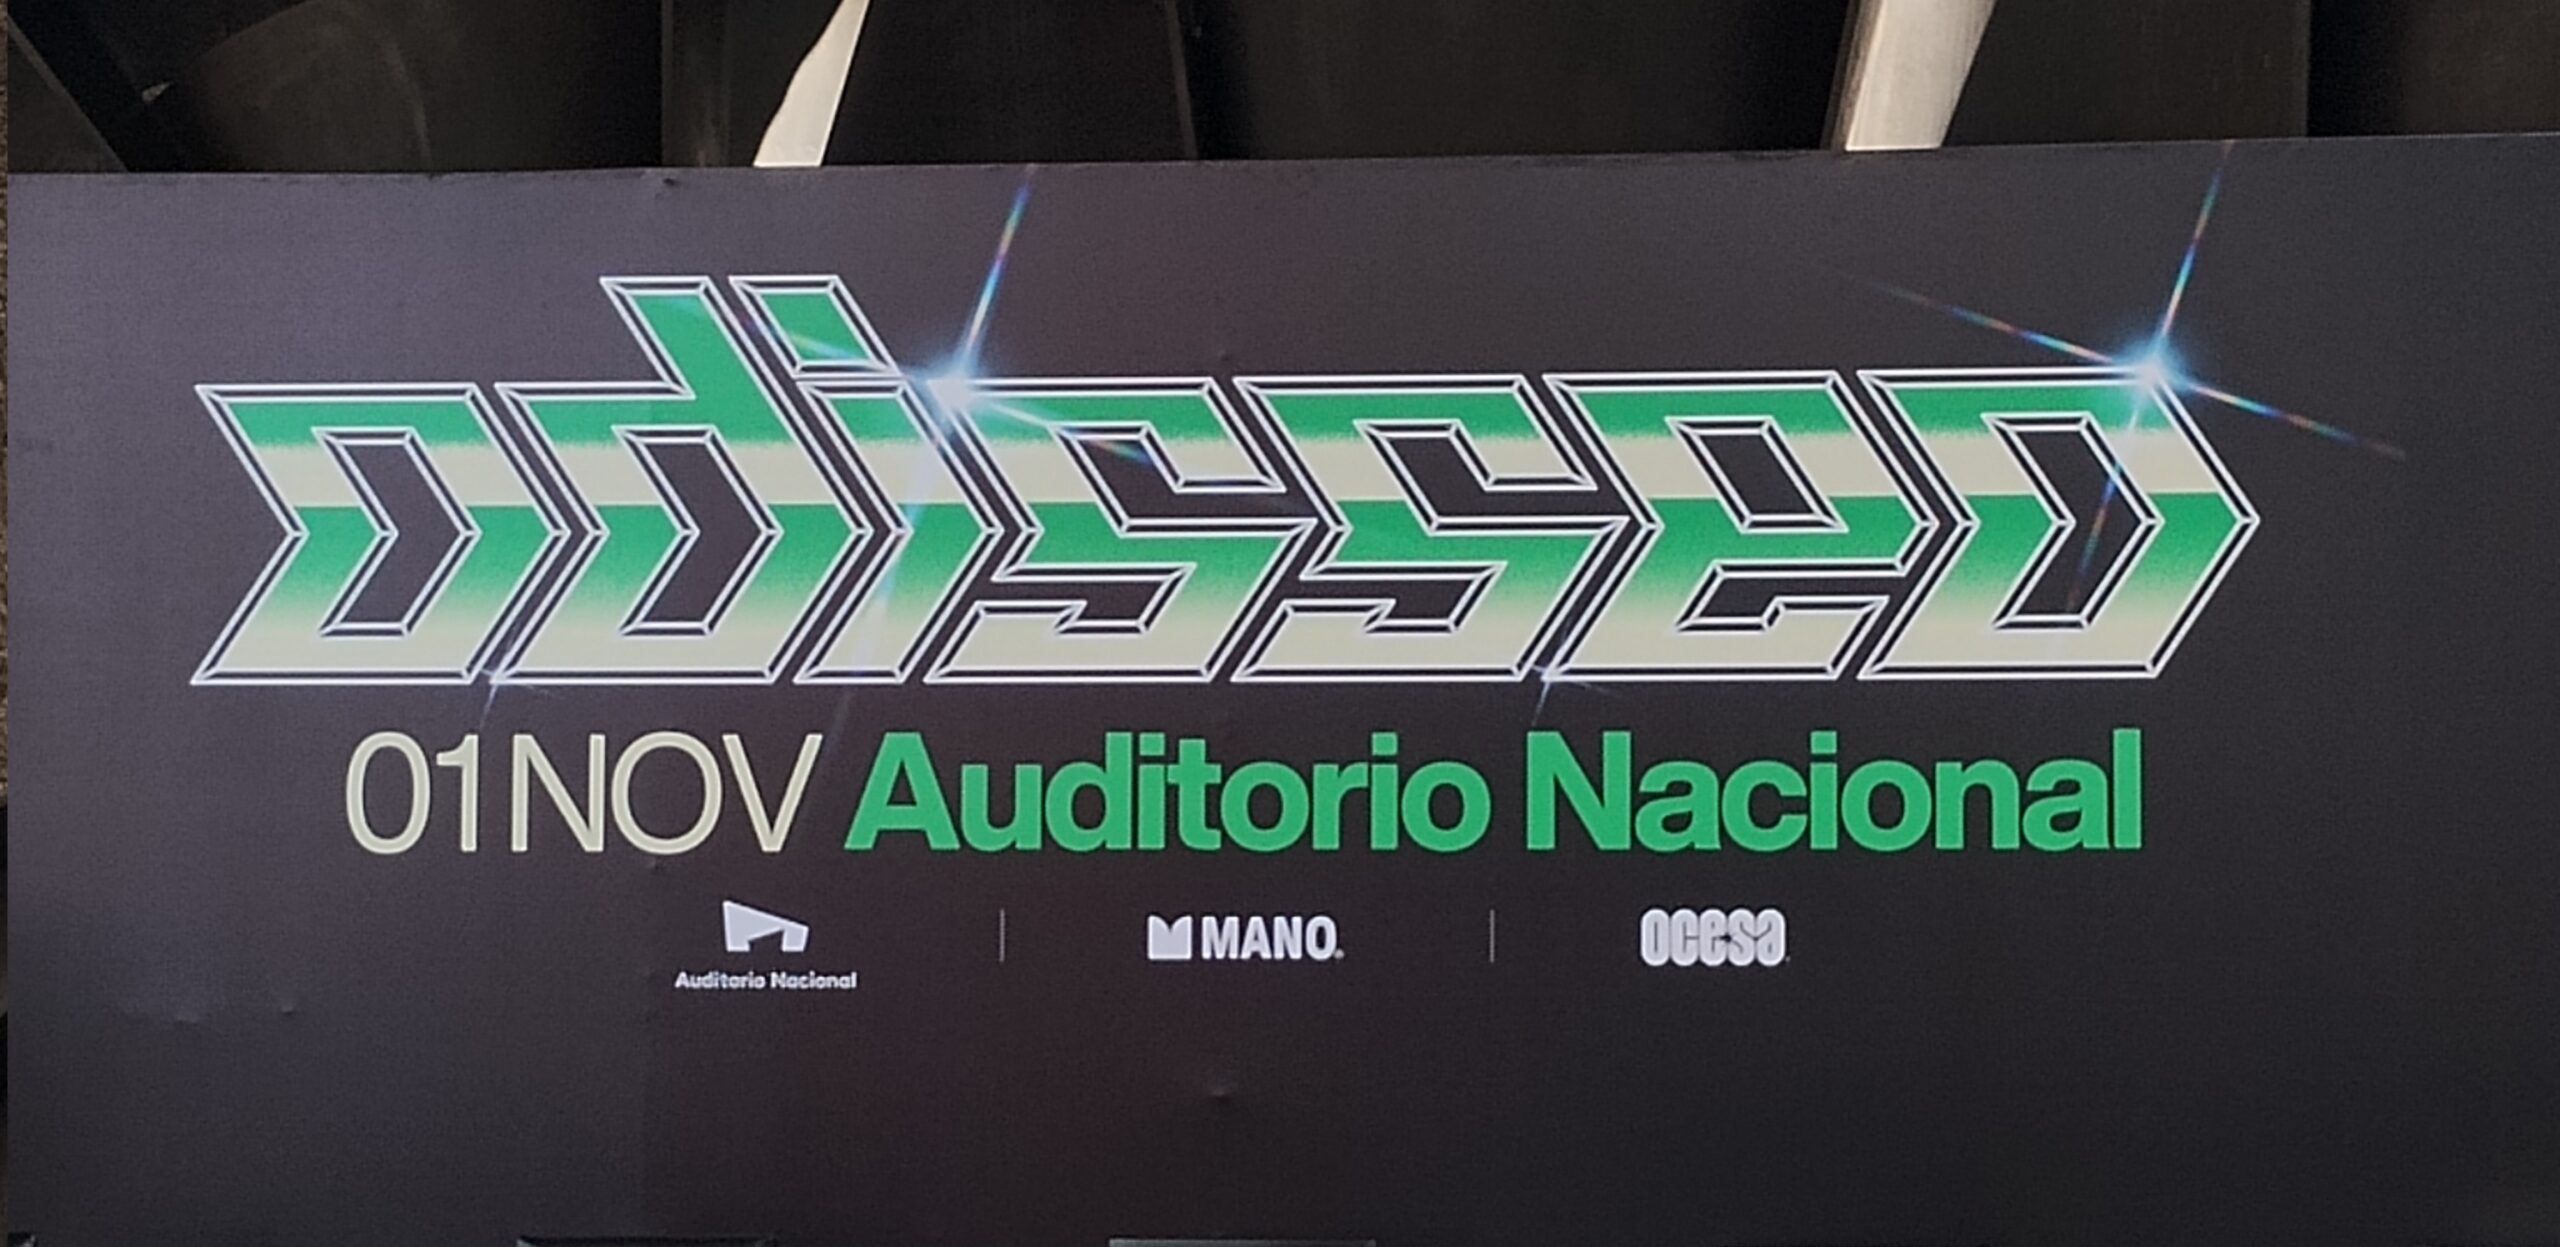 odisseo
01NOV Auditorio Nacional
Auditorio Nacional
MANO.
ocesa